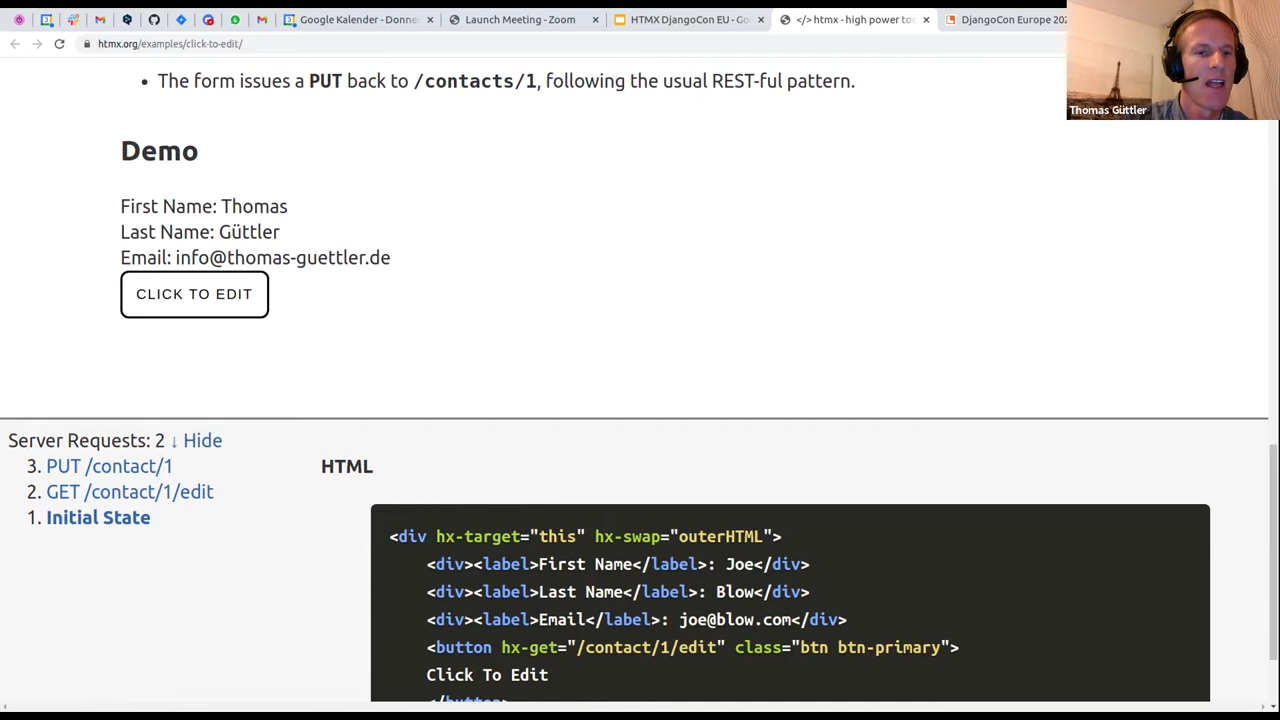 Google Kalender - Donne
Launch Meeting - Zoom
HTMX DjangoCon EU - Go
</> htmx - high power too
DjangoCon Europe 202
htmx.org/examples/click-to-edit/
Thomas Güttler
• The form issues a PUT back to /contacts/1, following the usual REST-ful pattern.
Demo
First Name: Thomas
Last Name: Güttler
Email: info@thomas-guettler.de
CLICK TO EDIT
Server Requests: 2 ↓ Hide
3. PUT /contact/1
2. GET /contact/1/edit
1. Initial State
HTML
<div hx-target="this" hx-swap="outerHTML">
<div><label>First Name</label>: Joe</div>
<div><label>Last Name</label>: Blow</div>
<div><label>Email</label>: joe@blow.com</div>
<button hx-get="/contact/1/edit" class="btn btn-primary">
Click To Edit
</button>